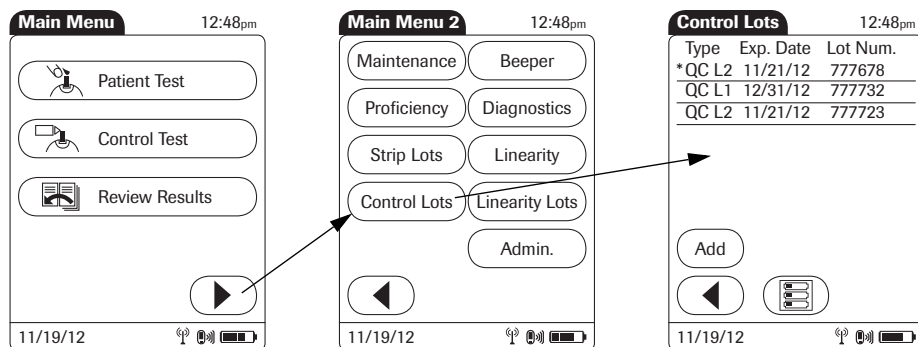 Main Menu 12:48pm
Patient Test
Control Test
Review Results
11/19/12
Main Menu 2 12:48pm
Maintenance Beeper
Proficiency Diagnostics
Strip Lots Linearity
Control Lots Linearity Lots
Admin.
11/19/12
Control Lots 12:48pm
Type Exp. Date Lot Num.
*QC L2 11/21/12 777678
QC L1 12/31/12 777732
QC L2 11/21/12 777723
Add
11/19/12